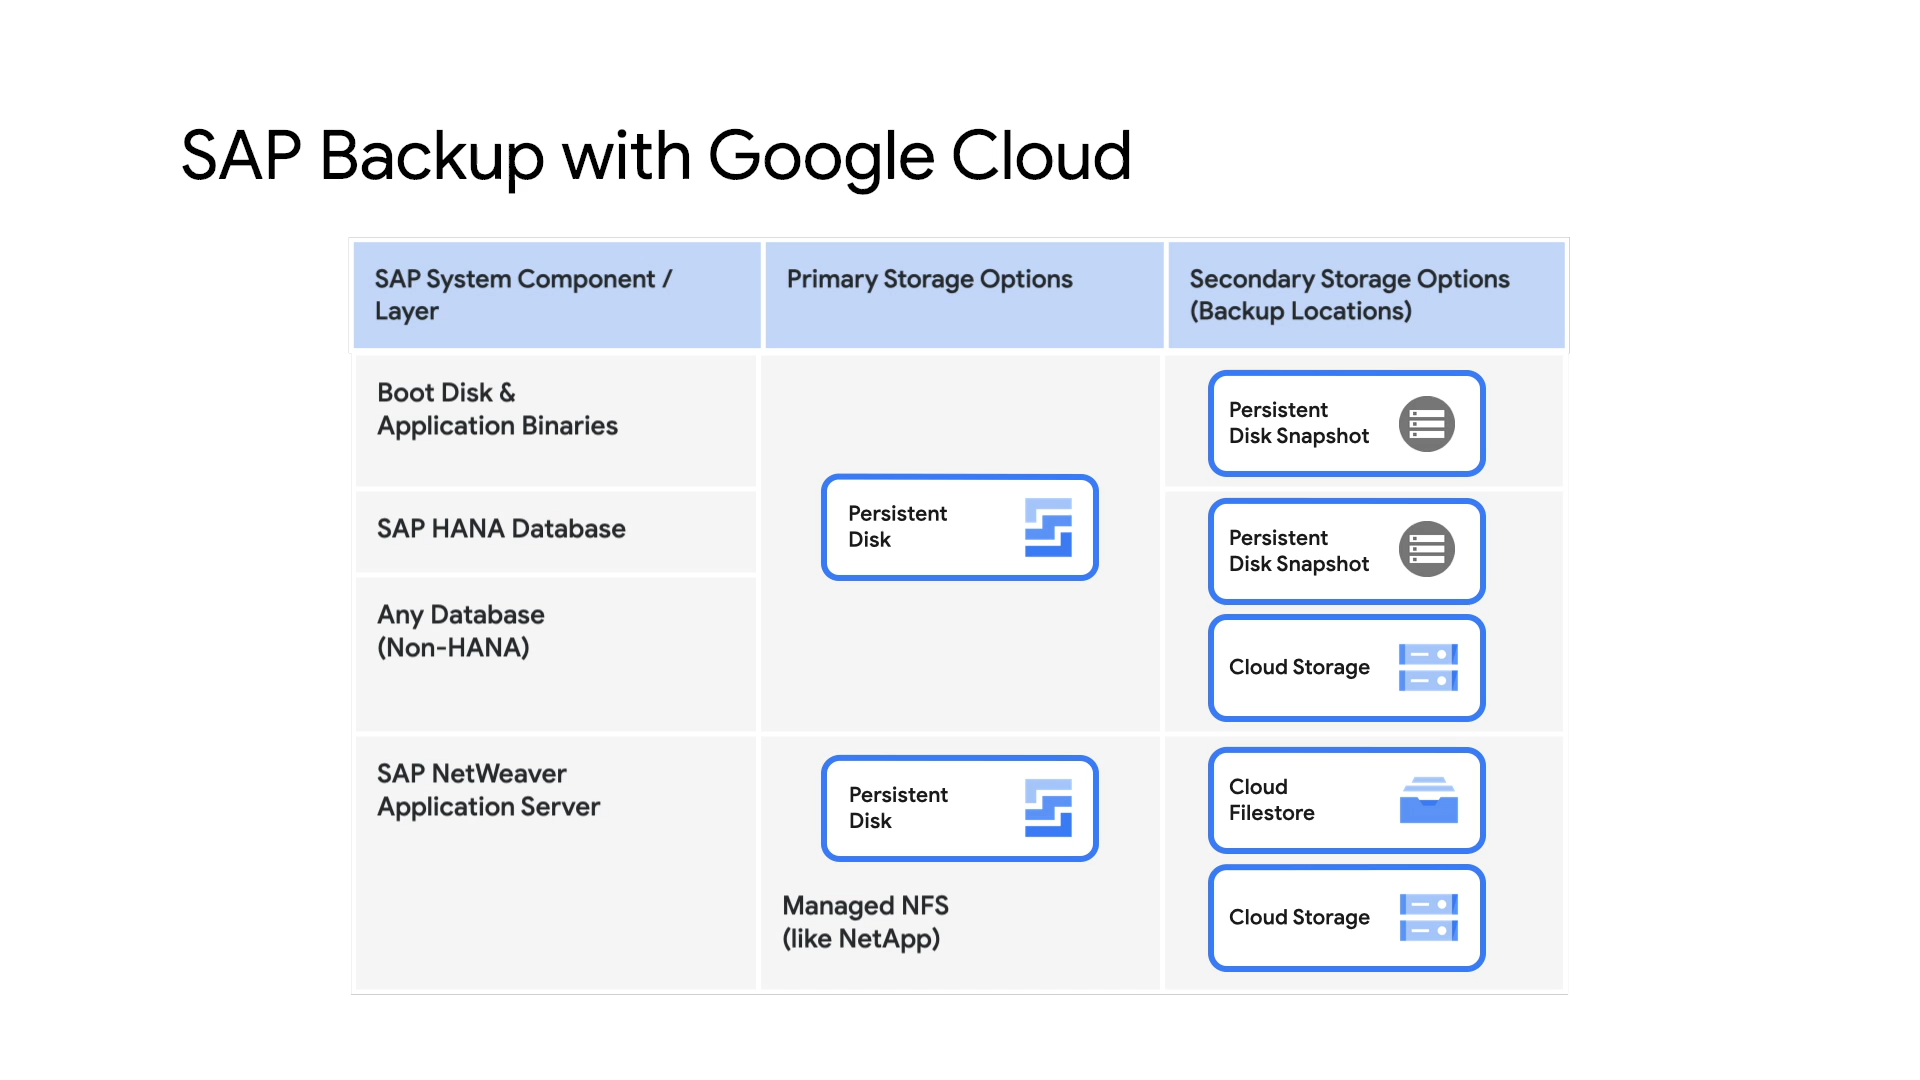 SAP Backup with Google Cloud
SAP System Component /
Layer
Primary Storage Options
Secondary Storage Options
(Backup Locations)
Boot Disk &
Application Binaries
Persistent
Disk Snapshot
SAP HANA Database
Persistent
Disk
Persistent
Disk Snapshot
Any Database
(Non-HANA)
Cloud Storage
SAP NetWeaver
Application Server
Persistent
Disk
Managed NFS
(like NetApp)
Cloud
Filestore
Cloud Storage